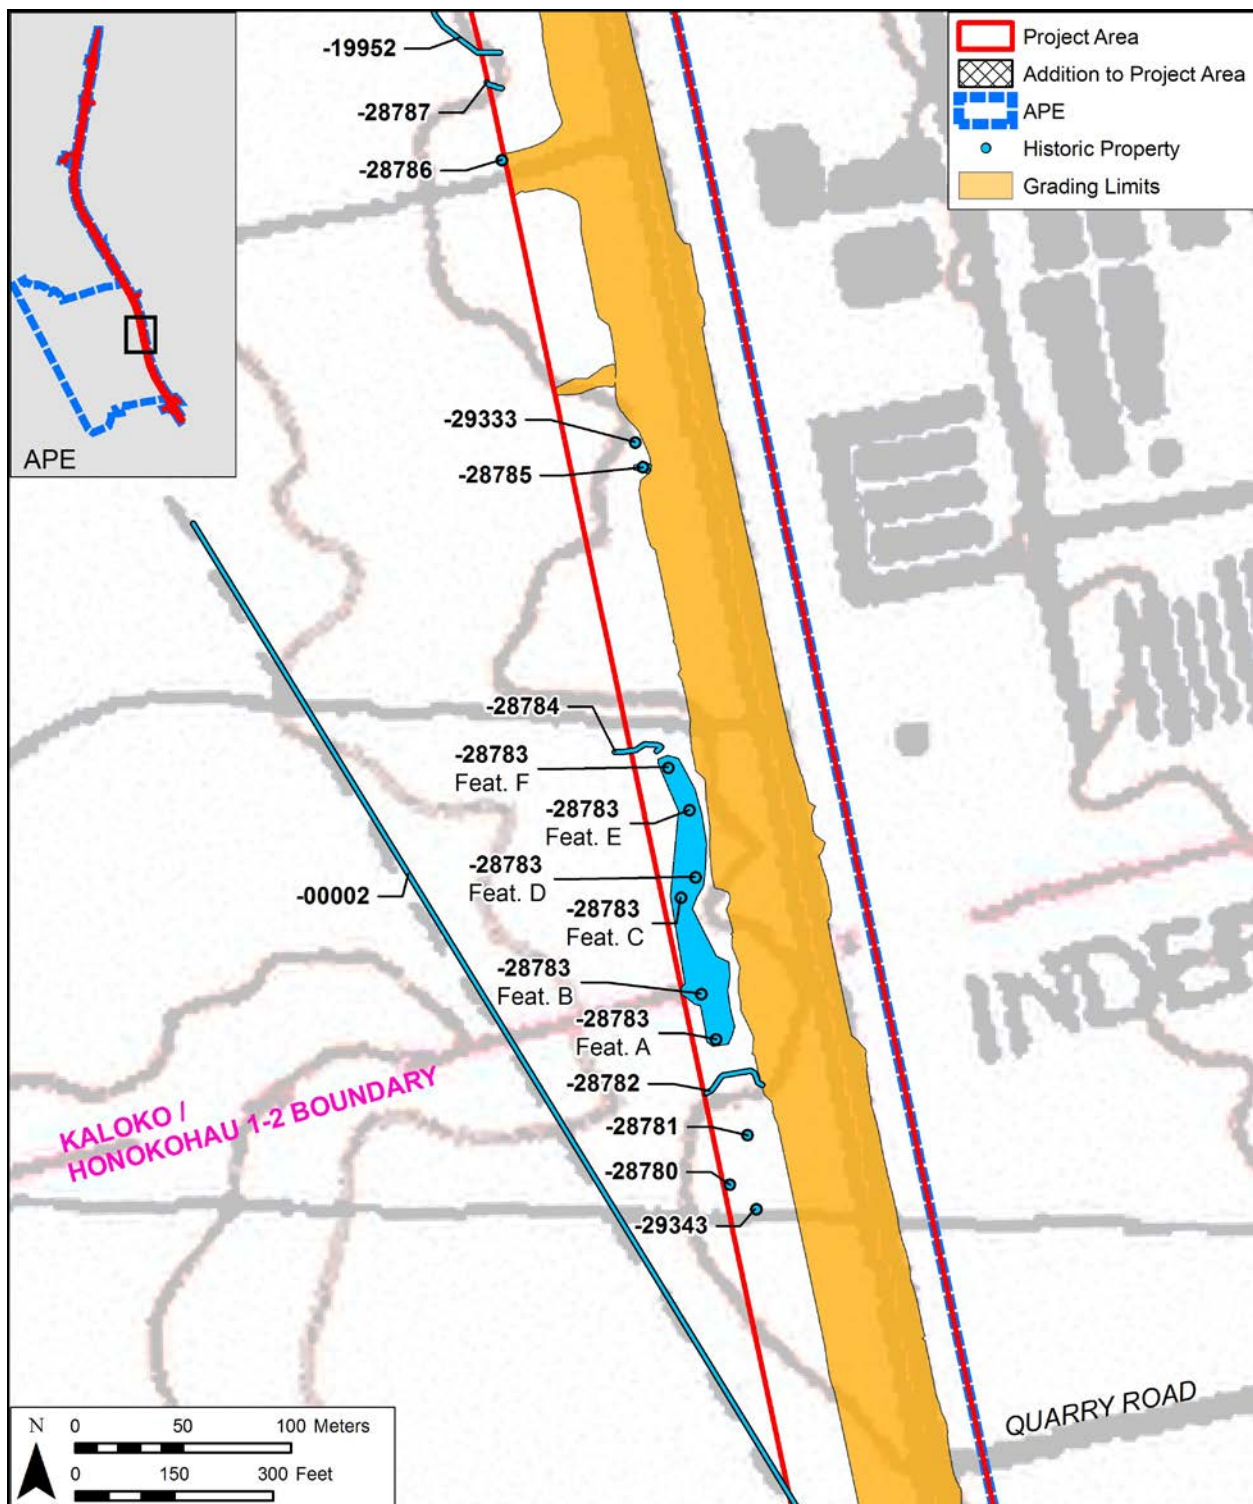 -19952
-28787
-28786
Project Area
Addition to Project Area
APE
Historic Property
Grading Limits
APE
-29333
-28785
-28784
-28783
Feat. F
-28783
Feat. E
-28783
Feat. D
-00002
-28783
Feat. C
-28783
Feat. B
-28783
Feat. A
-28782
KALOKO /
HONOKOHAU 1-2 BOUNDARY
-28781
-28780
-29343
QUARRY ROAD
N 0 50 100 Meters
0 150 300 Feet